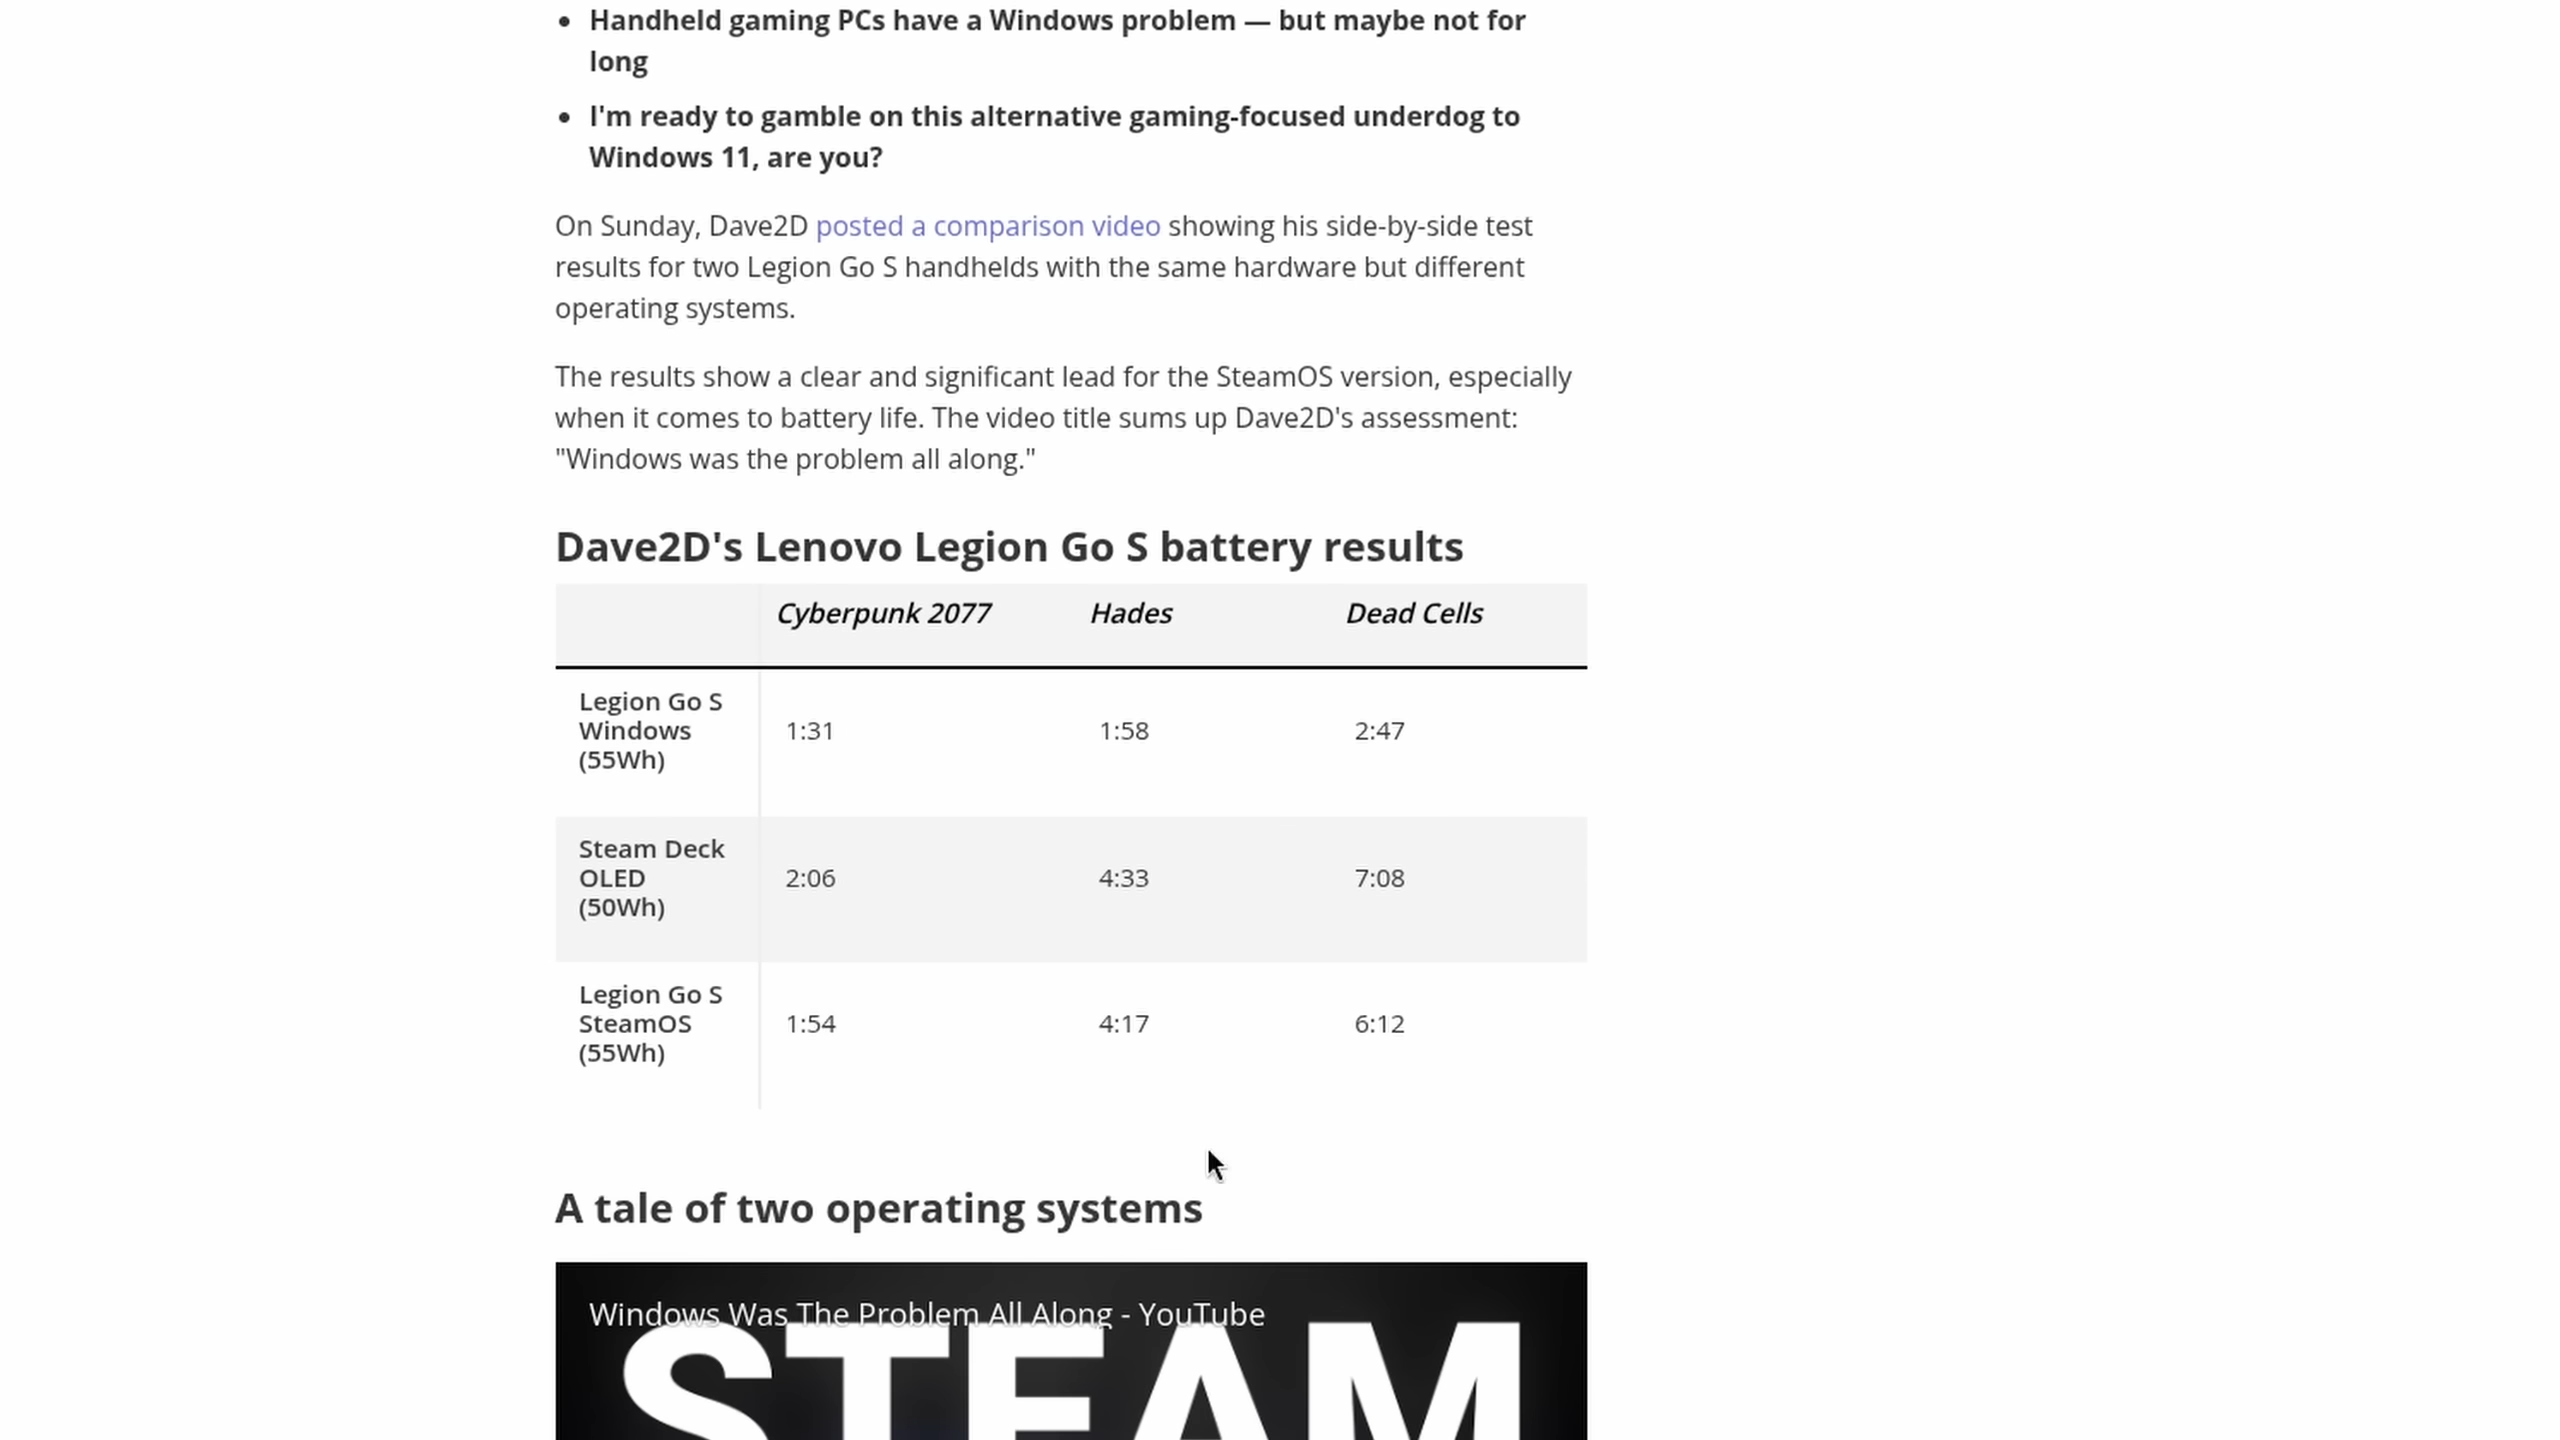 Handheld gaming PCs have a Windows problem — but maybe not for
long
I'm ready to gamble on this alternative gaming-focused underdog to
Windows 11, are you?
On Sunday, Dave2D posted a comparison video showing his side-by-side test
results for two Legion Go S handhelds with the same hardware but different
operating systems.
The results show a clear and significant lead for the SteamOS version, especially
when it comes to battery life. The video title sums up Dave2D's assessment:
"Windows was the problem all along."
Dave2D's Lenovo Legion Go S battery results
Cyberpunk 2077 Hades Dead Cells
Legion Go S
Windows 1:31 1:58 2:47
(55Wh)
Steam Deck
OLED 2:06 4:33 7:08
(50Wh)
Legion Go S
SteamOS 1:54 4:17 6:12
(55Wh)
A tale of two operating systems
Windows Was The Problem All Along - YouTube
STEAM